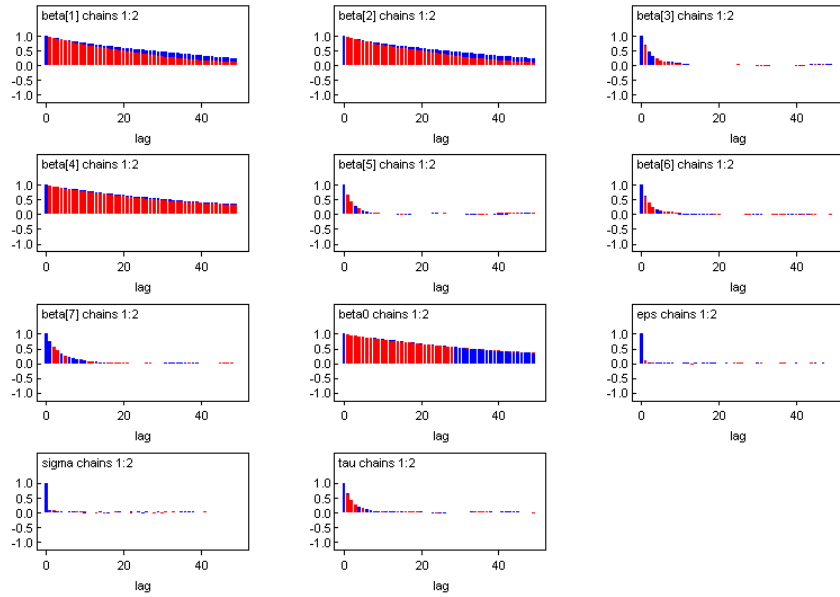 beta[1] chains 1:2
1.0
0.5
0.0
-0.5
-1.0
0 20 40
lag
beta[2] chains 1:2
1.0
0.5
0.0
-0.5
-1.0
0 20 40
lag
beta[3] chains 1:2
1.0
0.5
0.0
-0.5
-1.0
0 20 40
lag
beta[4] chains 1:2
1.0
0.5
0.0
-0.5
-1.0
0 20 40
lag
beta[5] chains 1:2
1.0
0.5
0.0
-0.5
-1.0
0 20 40
lag
beta[6] chains 1:2
1.0
0.5
0.0
-0.5
-1.0
0 20 40
lag
beta[7] chains 1:2
1.0
0.5
0.0
-0.5
-1.0
0 20 40
lag
beta0 chains 1:2
1.0
0.5
0.0
-0.5
-1.0
0 20 40
lag
eps chains 1:2
1.0
0.5
0.0
-0.5
-1.0
0 20 40
lag
sigma chains 1:2
1.0
0.5
0.0
-0.5
-1.0
0 20 40
lag
tau chains 1:2
1.0
0.5
0.0
-0.5
-1.0
0 20 40
lag